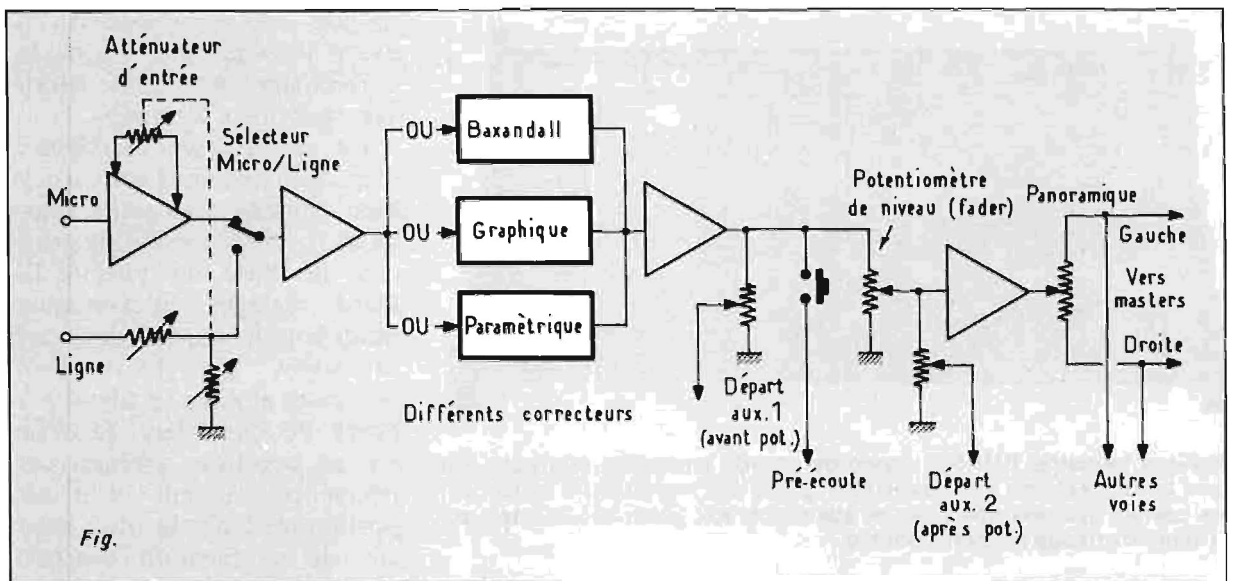 Atténuateur
d'entrée
Sélecteur
Micro/Ligne
Micro
Ligne
OU
Baxandall
OU
Graphique
OU
Paramètrique
Différents correcteurs
Départ
aux.1
(avant pot.)
Pré-écoute
Potentiomètre
de niveau (fader)
Départ
aux. 2
(après pot.)
Panoramique
Gauche
Vers
masters
Droite
Autres
voies
Fig.